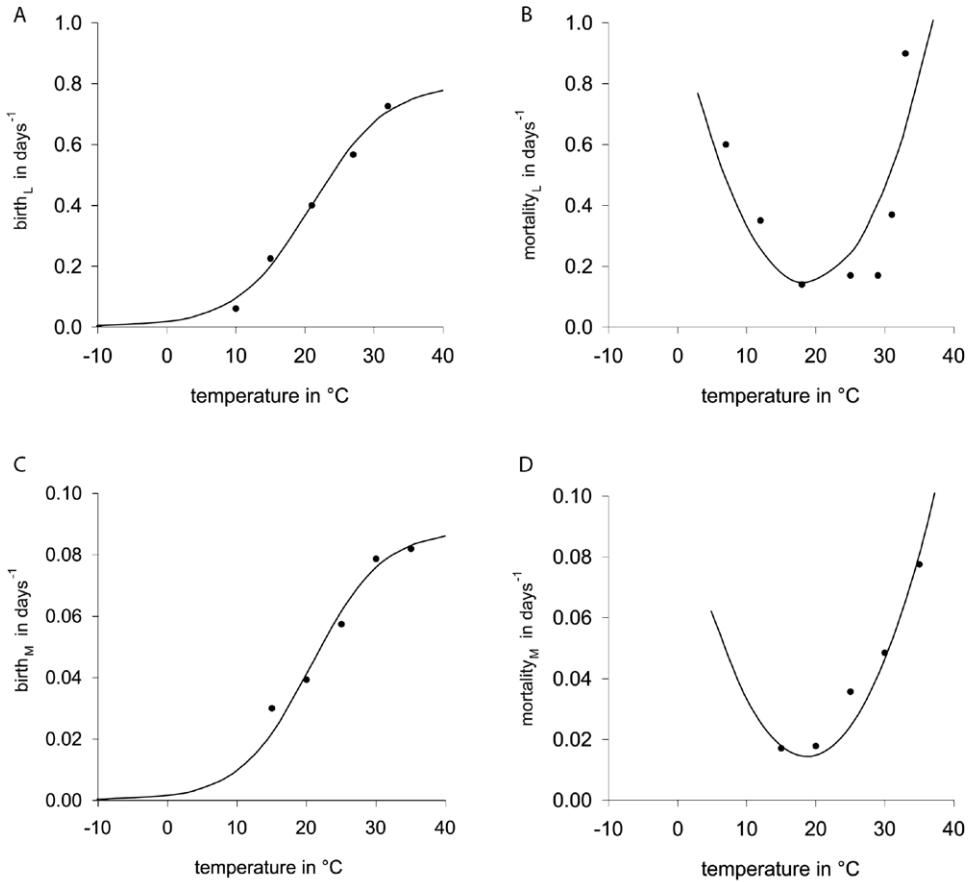 A
1.0
0.8
0.6
0.4
0.2
0.0
-10 0 10 20 30 40
temperature in °C
birth_L in days⁻¹
B
1.0
0.8
0.6
0.4
0.2
0.0
-10 0 10 20 30 40
temperature in °C
mortality_L in days⁻¹
C
0.10
0.08
0.06
0.04
0.02
0.00
-10 0 10 20 30 40
temperature in °C
birth_M in days⁻¹
D
0.10
0.08
0.06
0.04
0.02
0.00
-10 0 10 20 30 40
temperature in °C
mortality_M in days⁻¹